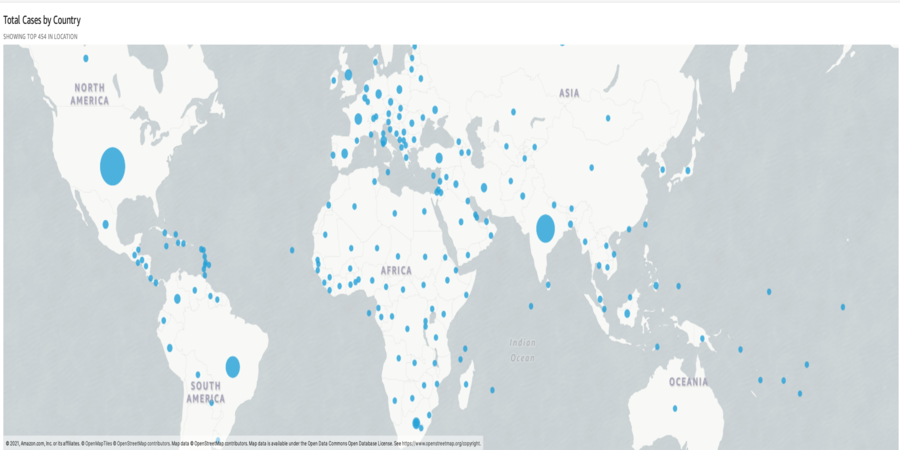 Total Cases by Country
SHOWING TOP 454 IN LOCATION
NORTH
AMERICA
ASIA
AFRICA
Indian
Ocean
SOUTH
AMERICA
OCEANIA
© 2021, Amazon.com, Inc. or its affiliates. © OpenMapTiles © OpenStreetMap contributors. Map data © OpenStreetMap contributors. Map data is available under the Open Data Commons Open Database License. See https://www.openstreetmap.org/copyright.